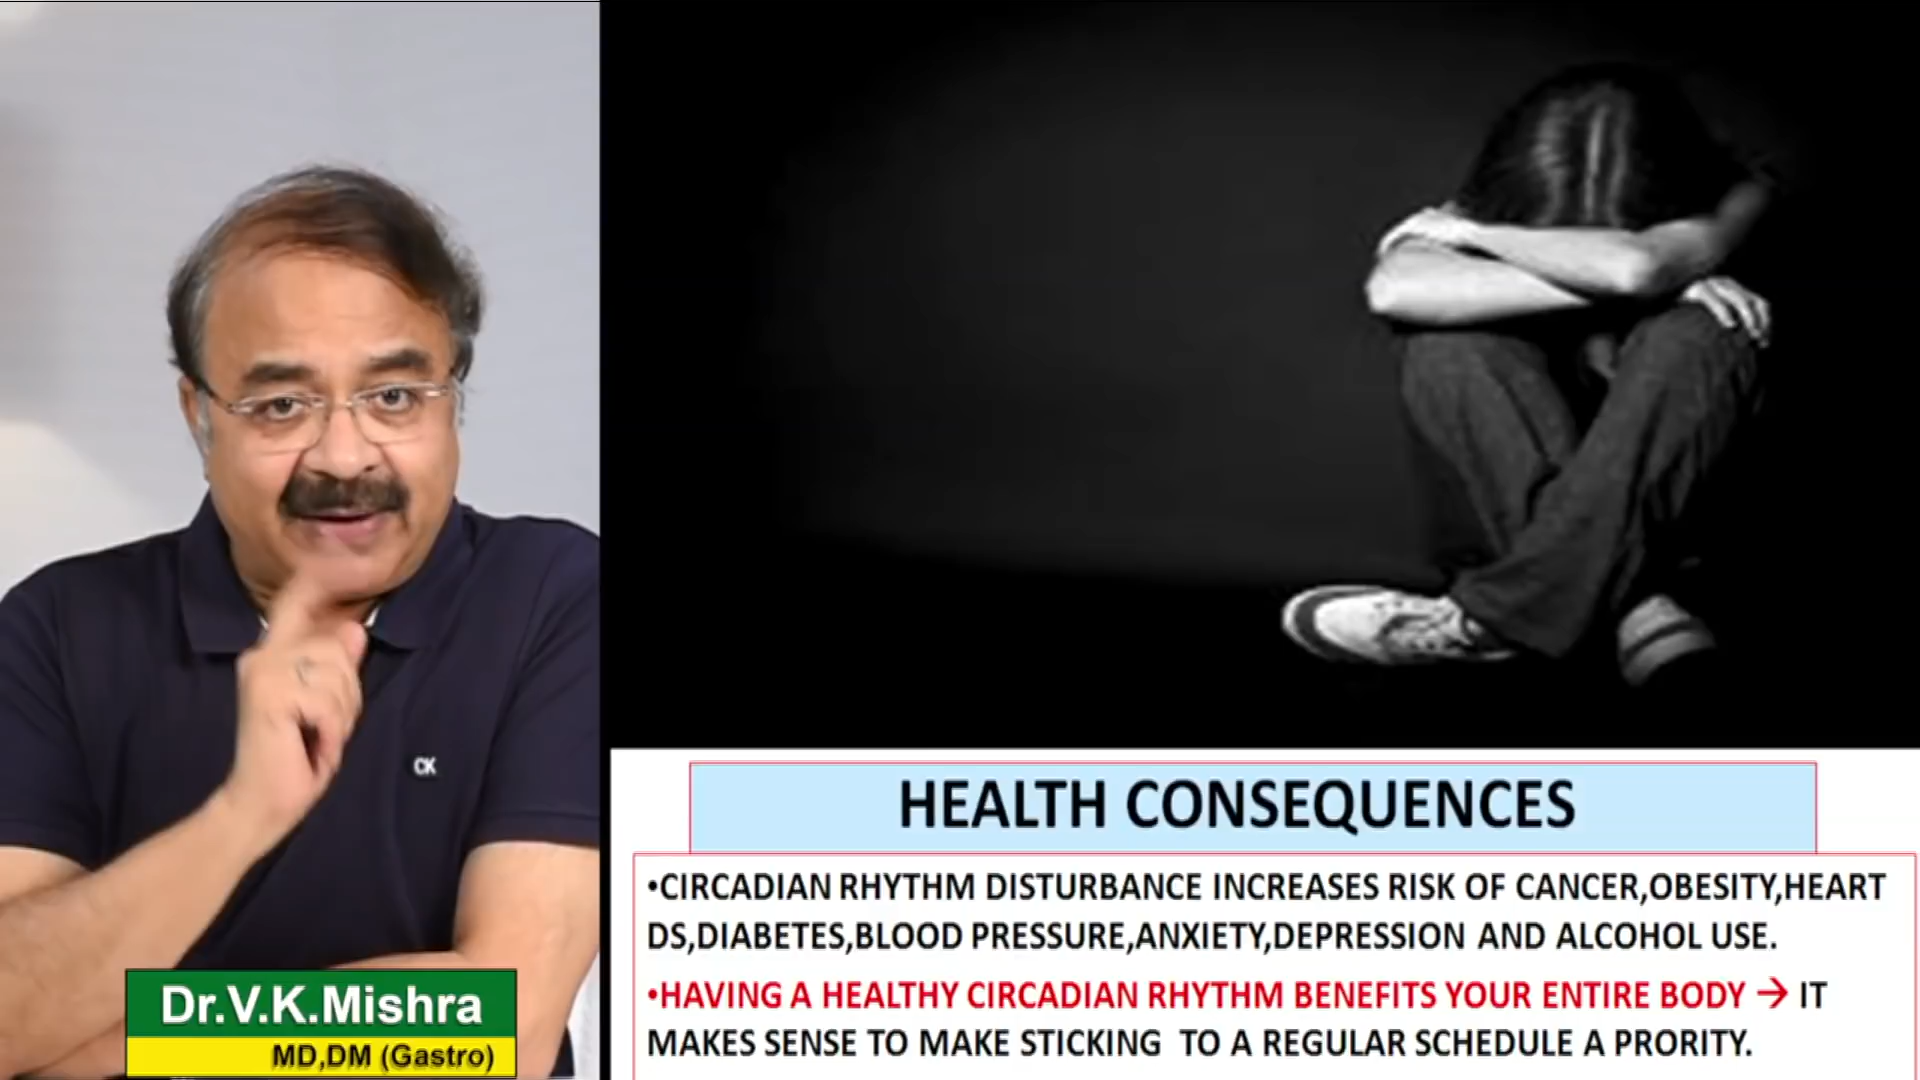 CK
Dr.V.K.Mishra
MD,DM (Gastro)
HEALTH CONSEQUENCES
•CIRCADIAN RHYTHM DISTURBANCE INCREASES RISK OF CANCER,OBESITY,HEART
DS,DIABETES,BLOOD PRESSURE,ANXIETY,DEPRESSION AND ALCOHOL USE.
•HAVING A HEALTHY CIRCADIAN RHYTHM BENEFITS YOUR ENTIRE BODY → IT
MAKES SENSE TO MAKE STICKING TO A REGULAR SCHEDULE A PRORITY.